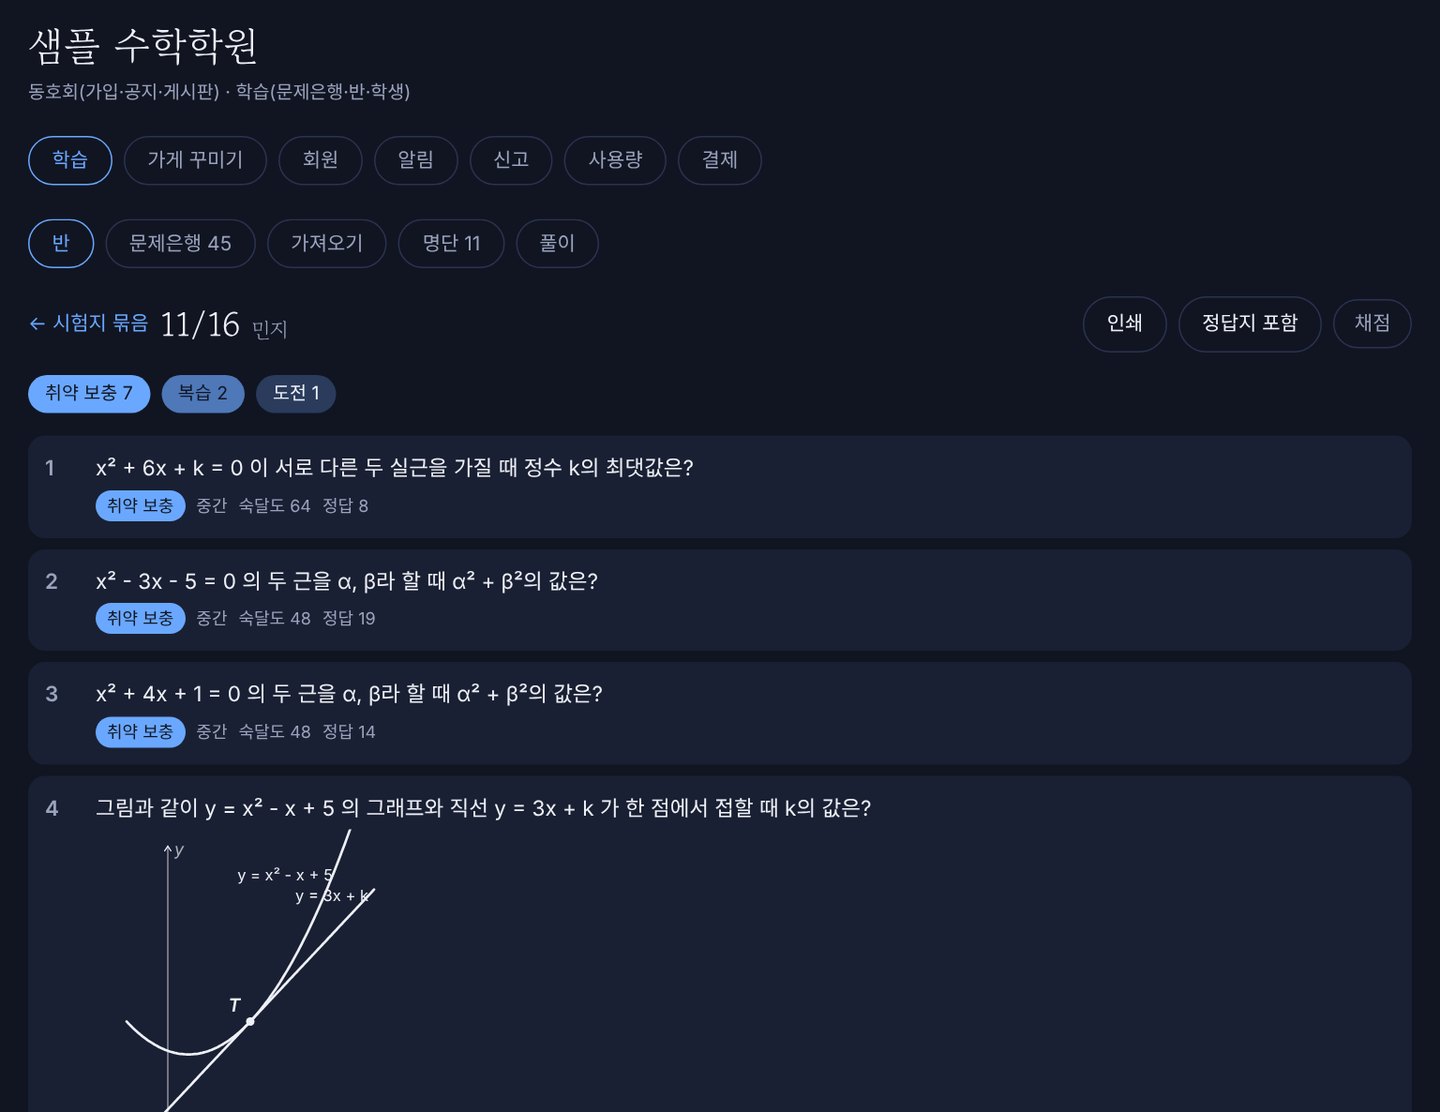 샘플 수학학원
동호회(가입·공지·게시판) · 학습(문제은행·반·학생)
학습 가게 꾸미기 회원 알림 신고 사용량 결제
반 문제은행 45 가져오기 명단 11 풀이
← 시험지 묶음 11/16 민지 인쇄 정답지 포함 채점
취약 보충 7 복습 2 도전 1
1 x² + 6x + k = 0 이 서로 다른 두 실근을 가질 때 정수 k의 최댓값은?
취약 보충 중간 숙달도 64 정답 8
2 x² - 3x - 5 = 0 의 두 근을 α, β라 할 때 α² + β²의 값은?
취약 보충 중간 숙달도 48 정답 19
3 x² + 4x + 1 = 0 의 두 근을 α, β라 할 때 α² + β²의 값은?
취약 보충 중간 숙달도 48 정답 14
4 그림과 같이 y = x² - x + 5 의 그래프와 직선 y = 3x + k 가 한 점에서 접할 때 k의 값은?
y
y = x² - x + 5
y = 3x + k
T